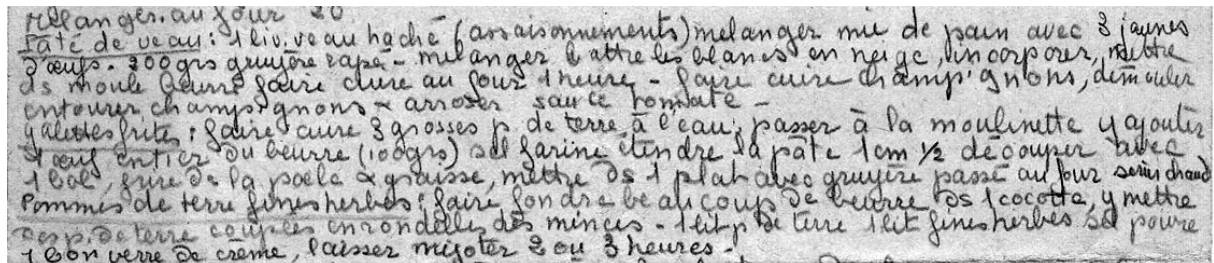 mélanger. au four 20
Pâté de veau : 1 liv. veau haché (assaisonnements) melanger mie de pain avec 3 jaunes
d'œufs - 200 grs gruyère rapé - melanger battre les blancs en neige, incorporer, mettre
ds moule beurré faire cuire au four 1 heure - faire cuire champignons, démouler
entourer champignons & arroser sauce tomate -
galettes frites : faire cuire 3 grosses p. de terre à l'eau, passer à la moulinette y ajouter
1 œuf entier du beurre (100 grs) sel farine étendre la pâte 1 cm ½ découper avec
1 bol, frire de la poele & graisse, mettre ds 1 plat avec gruyère passé au four servir chaud
Pommes de terre fines herbes : faire fondre beaucoup de beurre ds 1 cocotte, y mettre
des p. de terre coupées en rondelles des minces - 1 lit p de terre 1 lit fines herbes sel poivre
1 bon verre de crème, laisser mijoter 2 ou 3 heures -